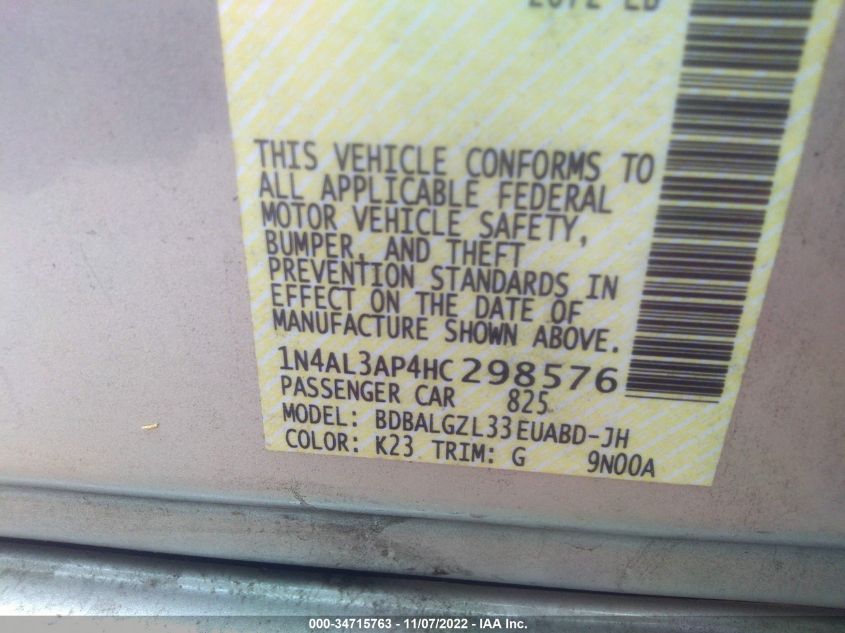 THIS VEHICLE CONFORMS TO
ALL APPLICABLE FEDERAL
MOTOR VEHICLE SAFETY,
BUMPER, AND THEFT
PREVENTION STANDARDS IN
EFFECT ON THE DATE OF
MANUFACTURE SHOWN ABOVE.
1N4AL3AP4HC298576
PASSENGER CAR 825
MODEL: BDBALGZL33EUABD-JH
COLOR: K23 TRIM: G 9N00A
000-34715763 - 11/07/2022 - IAA Inc.